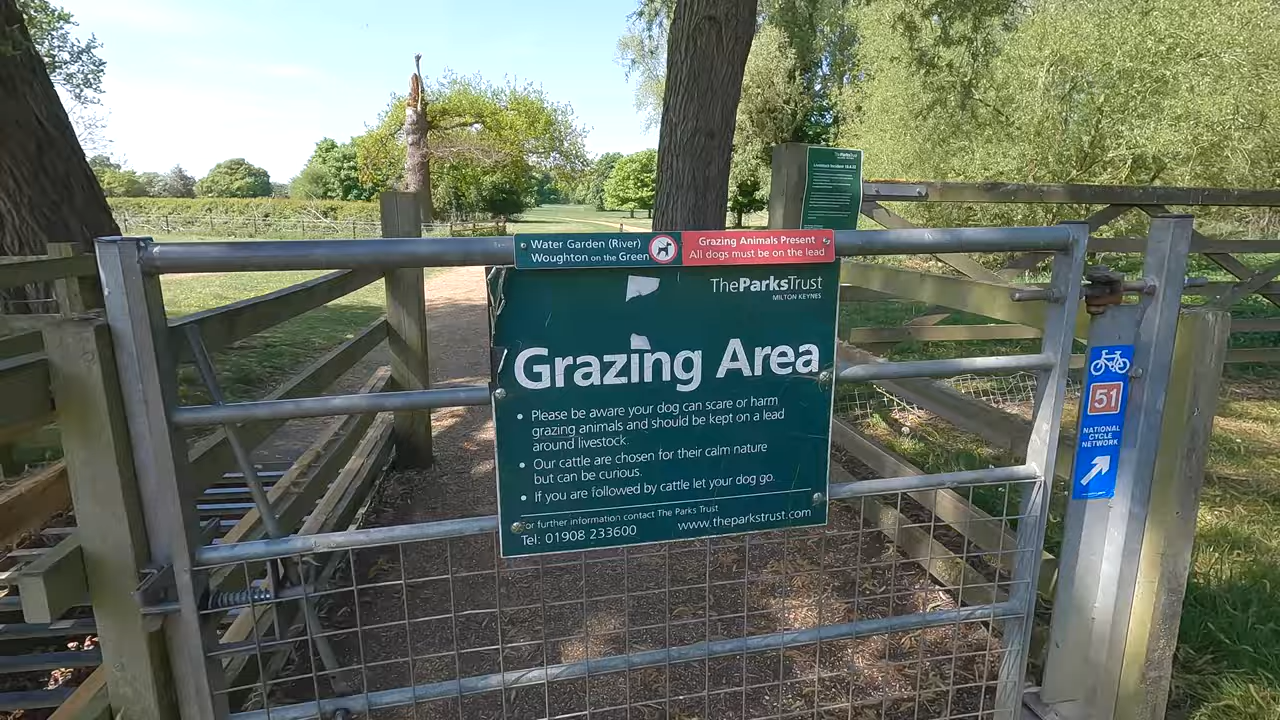 TheParksTrust
Livestock Incident
Water Garden (River)
Woughton on the Green
Grazing Animals Present
All dogs must be on the lead
TheParksTrust
MILTON KEYNES
Grazing Area
• Please be aware your dog can scare or harm
grazing animals and should be kept on a lead
around livestock.
• Our cattle are chosen for their calm nature
but can be curious.
• If you are followed by cattle let your dog go.
For further information contact The Parks Trust
Tel: 01908 233600
www.theparkstrust.com
51
NATIONAL
CYCLE
NETWORK